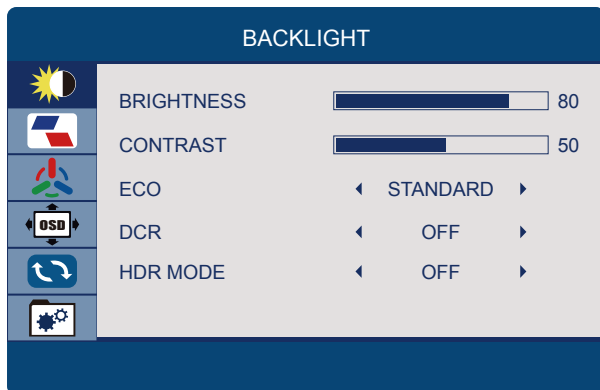 BACKLIGHT
BRIGHTNESS 80
CONTRAST 50
ECO STANDARD
DCR OFF
OSD
HDR MODE OFF